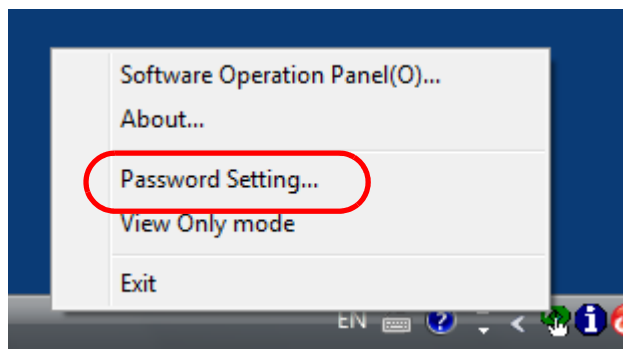 Software Operation Panel(O)...
About...
Password Setting...
View Only mode
Exit
EN